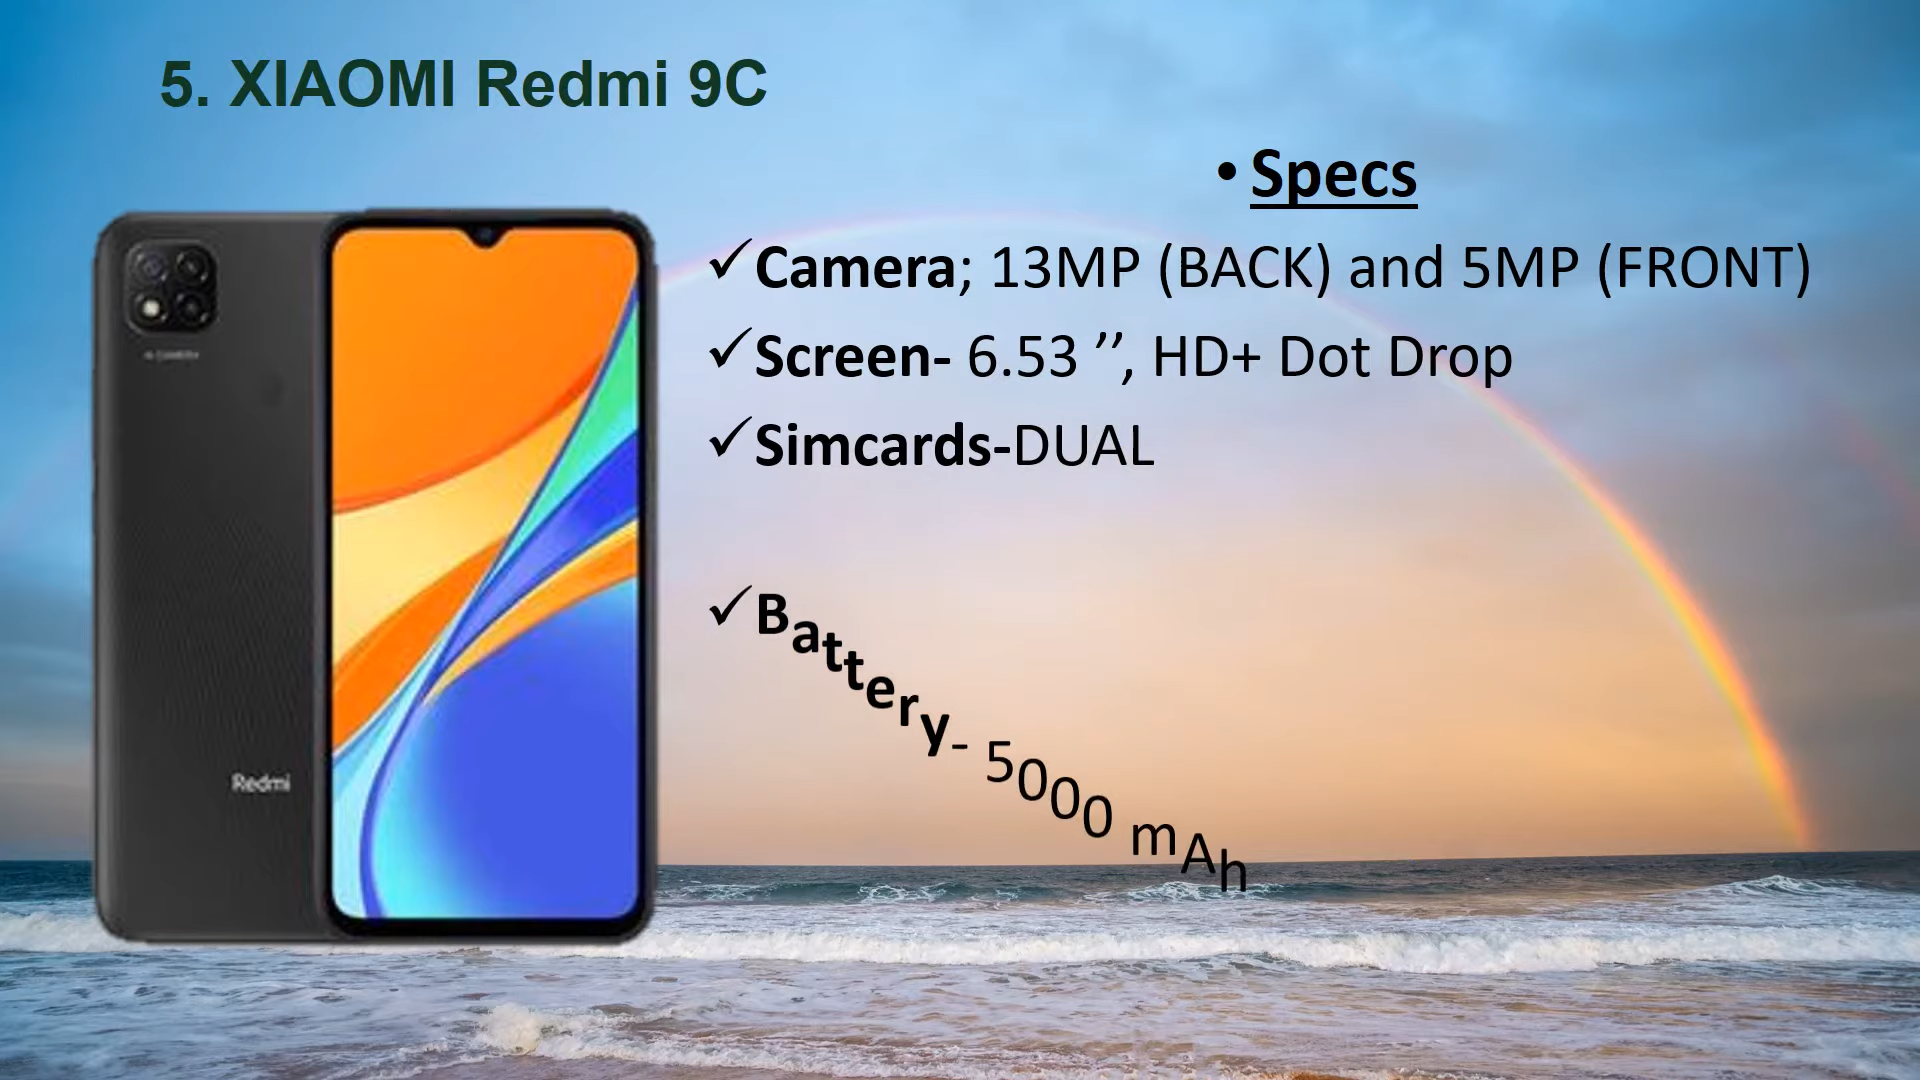 5. XIAOMI Redmi 9C
• Specs
✓Camera; 13MP (BACK) and 5MP (FRONT)
✓Screen- 6.53 ’’, HD+ Dot Drop
✓Simcards-DUAL
✓Battery- 5000 mAh
Redmi